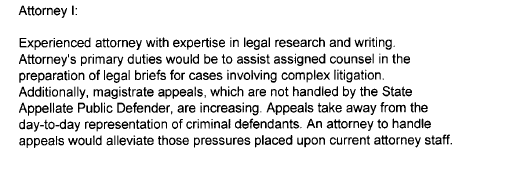 Attorney I:
Experienced attorney with expertise in legal research and writing.
Attorney's primary duties would be to assist assigned counsel in the
preparation of legal briefs for cases involving complex litigation.
Additionally, magistrate appeals, which are not handled by the State
Appellate Public Defender, are increasing. Appeals take away from the
day-to-day representation of criminal defendants. An attorney to handle
appeals would alleviate those pressures placed upon current attorney staff.